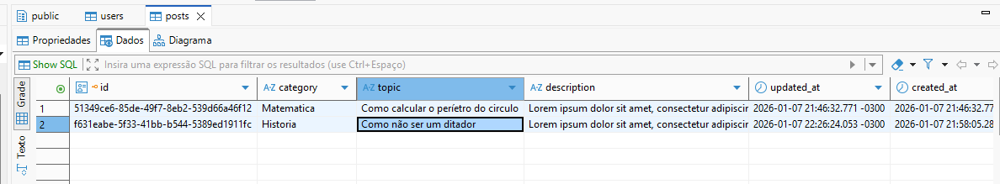 public users posts
Propriedades Dados Diagrama
Show SQL Insira uma expressão SQL para filtrar os resultados (use Ctrl+Espaço)
Grade
Texto
id A-Z category A-Z topic A-Z description updated_at created_at
1 51349ce6-85de-49f7-8eb2-539d66a46f12 Matematica Como calcular o períetro do circulo Lorem ipsum dolor sit amet, consectetur adipiscir 2026-01-07 21:46:32.771 -0300 2026-01-07 21:46:32.77
2 f631eabe-5f33-41bb-b544-5389ed1911fc Historia Como não ser um ditador Lorem ipsum dolor sit amet, consectetur adipiscir 2026-01-07 22:26:24.053 -0300 2026-01-07 21:58:05.28